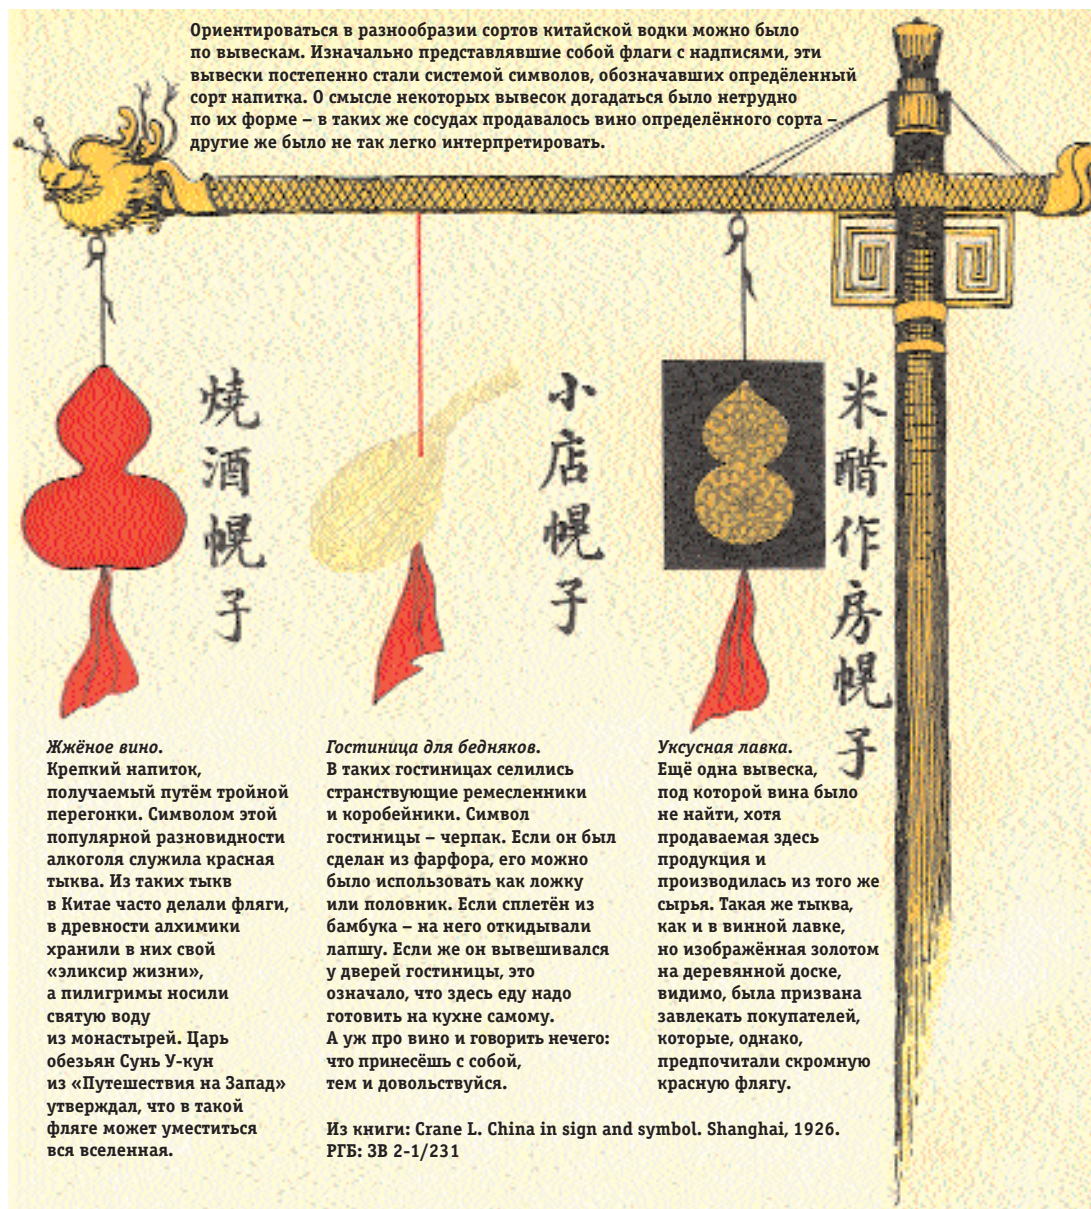 Ориентироваться в разнообразии сортов китайской водки можно было
по вывескам. Изначально представлявшие собой флаги с надписями, эти
вывески постепенно стали системой символов, обозначавших опредёленный
сорт напитка. О смысле некоторых вывесок догадаться было нетрудно
по их форме – в таких же сосудах продавалось вино определённого сорта –
другие же было не так легко интерпретировать.
燒酒幌子
小店幌子
米醋作房幌子
Жжёное вино.
Крепкий напиток,
получаемый путём тройной
перегонки. Символом этой
популярной разновидности
алкоголя служила красная
тыква. Из таких тыкв
в Китае часто делали фляги,
в древности алхимики
хранили в них свой
«эликсир жизни»,
а пилигримы носили
святую воду
из монастырей. Царь
обезьян Сунь У-кун
из «Путешествия на Запад»
утверждал, что в такой
фляге может уместиться
вся вселенная.
Гостиница для бедняков.
В таких гостиницах селились
странствующие ремесленники
и коробейники. Символ
гостиницы – черпак. Если он был
сделан из фарфора, его можно
было использовать как ложку
или половник. Если сплетён из
бамбука – на него откидывали
лапшу. Если же он вывешивался
у дверей гостиницы, это
означало, что здесь еду надо
готовить на кухне самому.
А уж про вино и говорить нечего:
что принесёшь с собой,
тем и довольствуйся.
Уксусная лавка.
Ещё одна вывеска,
под которой вина было
не найти, хотя
продаваемая здесь
продукция и
производилась из того же
сырья. Такая же тыква,
как и в винной лавке,
но изображённая золотом
на деревянной доске,
видимо, была призвана
завлекать покупателей,
которые, однако,
предпочитали скромную
красную флягу.
Из книги: Crane L. China in sign and symbol. Shanghai, 1926.
РГБ: ЗВ 2-1/231